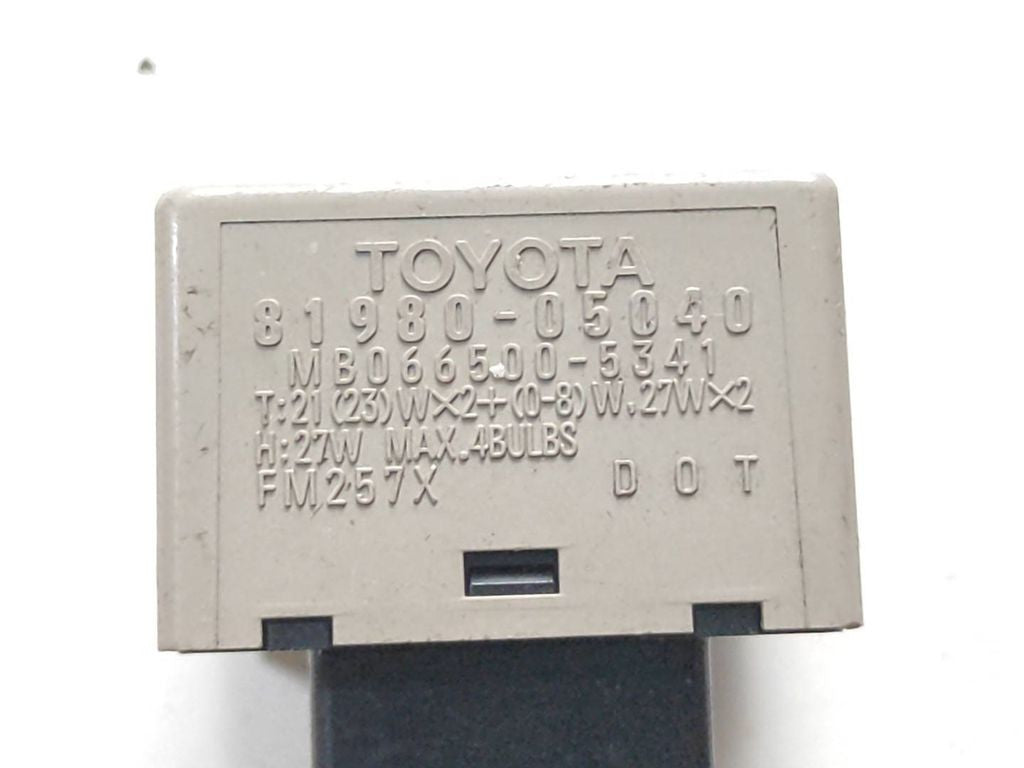 TOYOTA
81980-05040
MB066500-5341
T:21(23)W×2+(0-8)W.27W×2
H:27W MAX.4BULBS
FM257X DOT